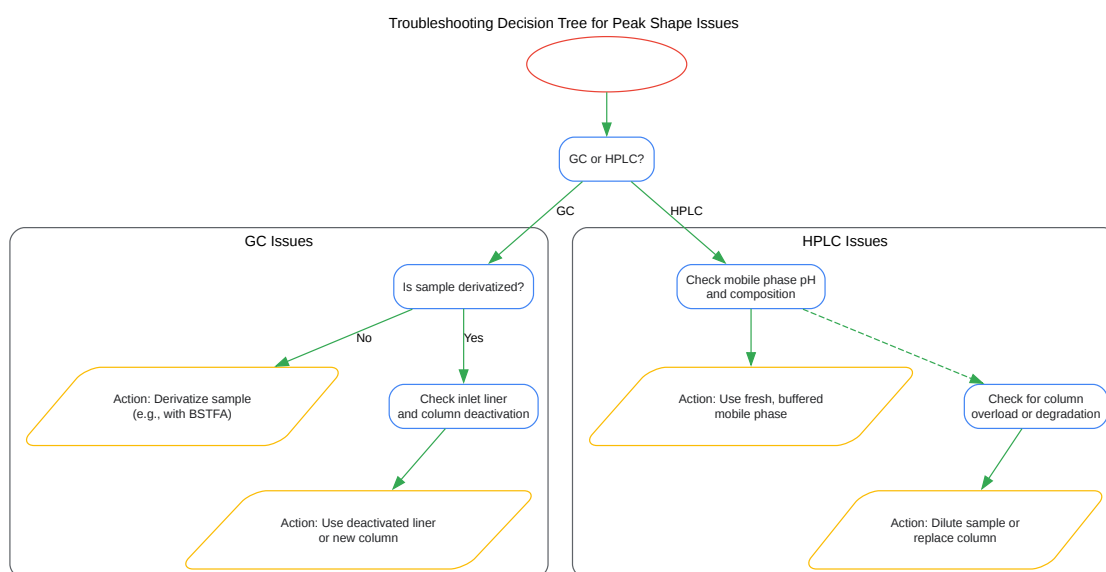 Troubleshooting Decision Tree for Peak Shape Issues
GC or HPLC?
GC
HPLC
GC Issues
Is sample derivatized?
No
Yes
Action: Derivatize sample
(e.g., with BSTFA)
Check inlet liner
and column deactivation
Action: Use deactivated liner
or new column
HPLC Issues
Check mobile phase pH
and composition
Action: Use fresh, buffered
mobile phase
Check for column
overload or degradation
Action: Dilute sample or
replace column